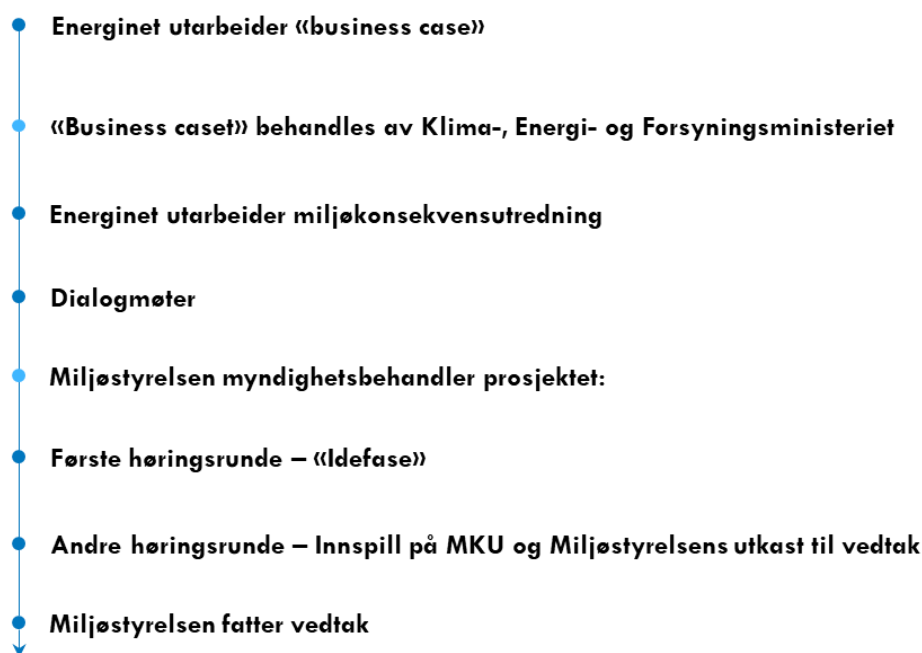 Energinet utarbeider «business case»
«Business caset» behandles av Klima-, Energi- og Forsyningsministeriet
Energinet utarbeider miljøkonsekvensutredning
Dialogmøter
Miljøstyrelsen myndighetsbehandler prosjektet:
Første høringsrunde – «Idefase»
Andre høringsrunde – Innspill på MKU og Miljøstyrelsens utkast til vedtak
Miljøstyrelsen fatter vedtak